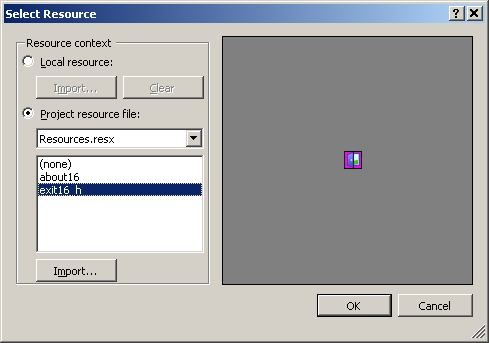 Select Resource
Resource context
Local resource:
Import... Clear
Project resource file:
Resources.resx
(none)
about16
exit16_h
Import...
OK Cancel